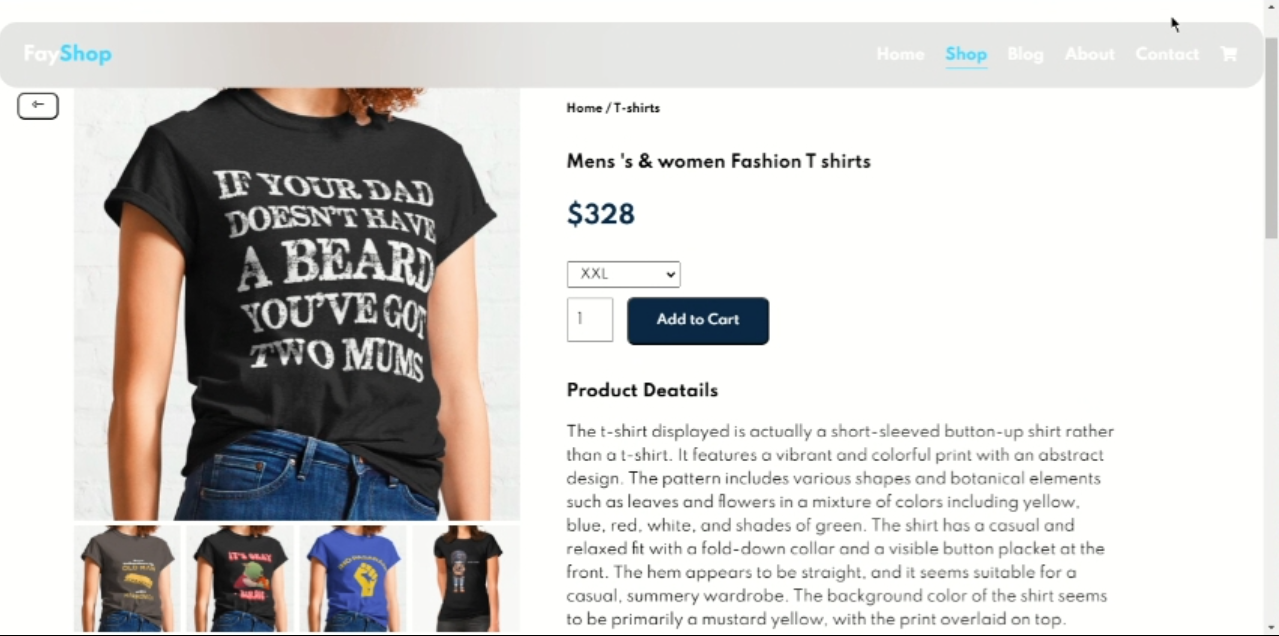 FayShop
Home Shop Blog About Contact
Home / T-shirts
Mens 's & women Fashion T shirts
$328
XXL
1
Add to Cart
Product Deatails
The t-shirt displayed is actually a short-sleeved button-up shirt rather
than a t-shirt. It features a vibrant and colorful print with an abstract
design. The pattern includes various shapes and botanical elements
such as leaves and flowers in a mixture of colors including yellow,
blue, red, white, and shades of green. The shirt has a casual and
relaxed fit with a fold-down collar and a visible button placket at the
front. The hem appears to be straight, and it seems suitable for a
casual, summery wardrobe. The background color of the shirt seems
to be primarily a mustard yellow, with the print overlaid on top.
IF YOUR DAD
DOESN'T HAVE
A BEARD
YOU'VE GOT
TWO MUMS
OLD MAN
IT'S OKAY